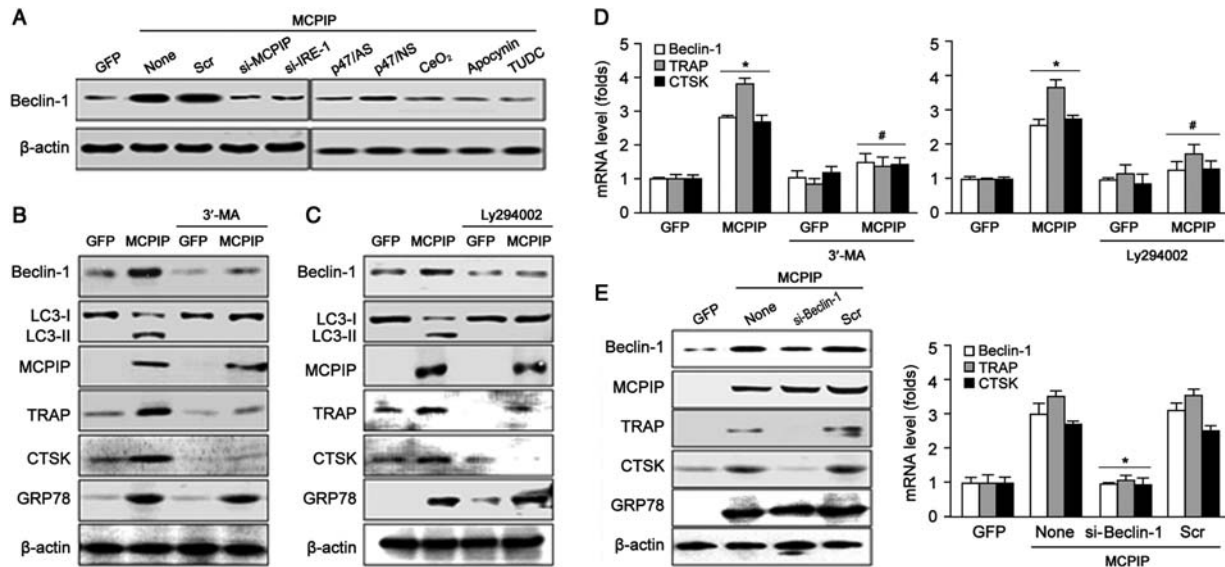 A
MCPIP
GFP None Scr si-MCPIP si-IRE-1 p47/AS p47/NS CeO₂ Apocynin TUDC
Beclin-1
β-actin
B
3′-MA
GFP MCPIP GFP MCPIP
Beclin-1
LC3-I
LC3-II
MCPIP
TRAP
CTSK
GRP78
β-actin
C
Ly294002
GFP MCPIP GFP MCPIP
Beclin-1
LC3-I
LC3-II
MCPIP
TRAP
CTSK
GRP78
β-actin
D
mRNA level (folds)
5
4
3
2
1
0
Beclin-1
TRAP
CTSK
*
#
GFP MCPIP GFP MCPIP
3′-MA
5
4
3
2
1
0
*
#
GFP MCPIP GFP MCPIP
Ly294002
E
MCPIP
GFP None si-Beclin-1 Scr
Beclin-1
MCPIP
TRAP
CTSK
GRP78
β-actin
mRNA level (folds)
5
4
3
2
1
0
Beclin-1
TRAP
CTSK
*
GFP None si-Beclin-1 Scr
MCPIP